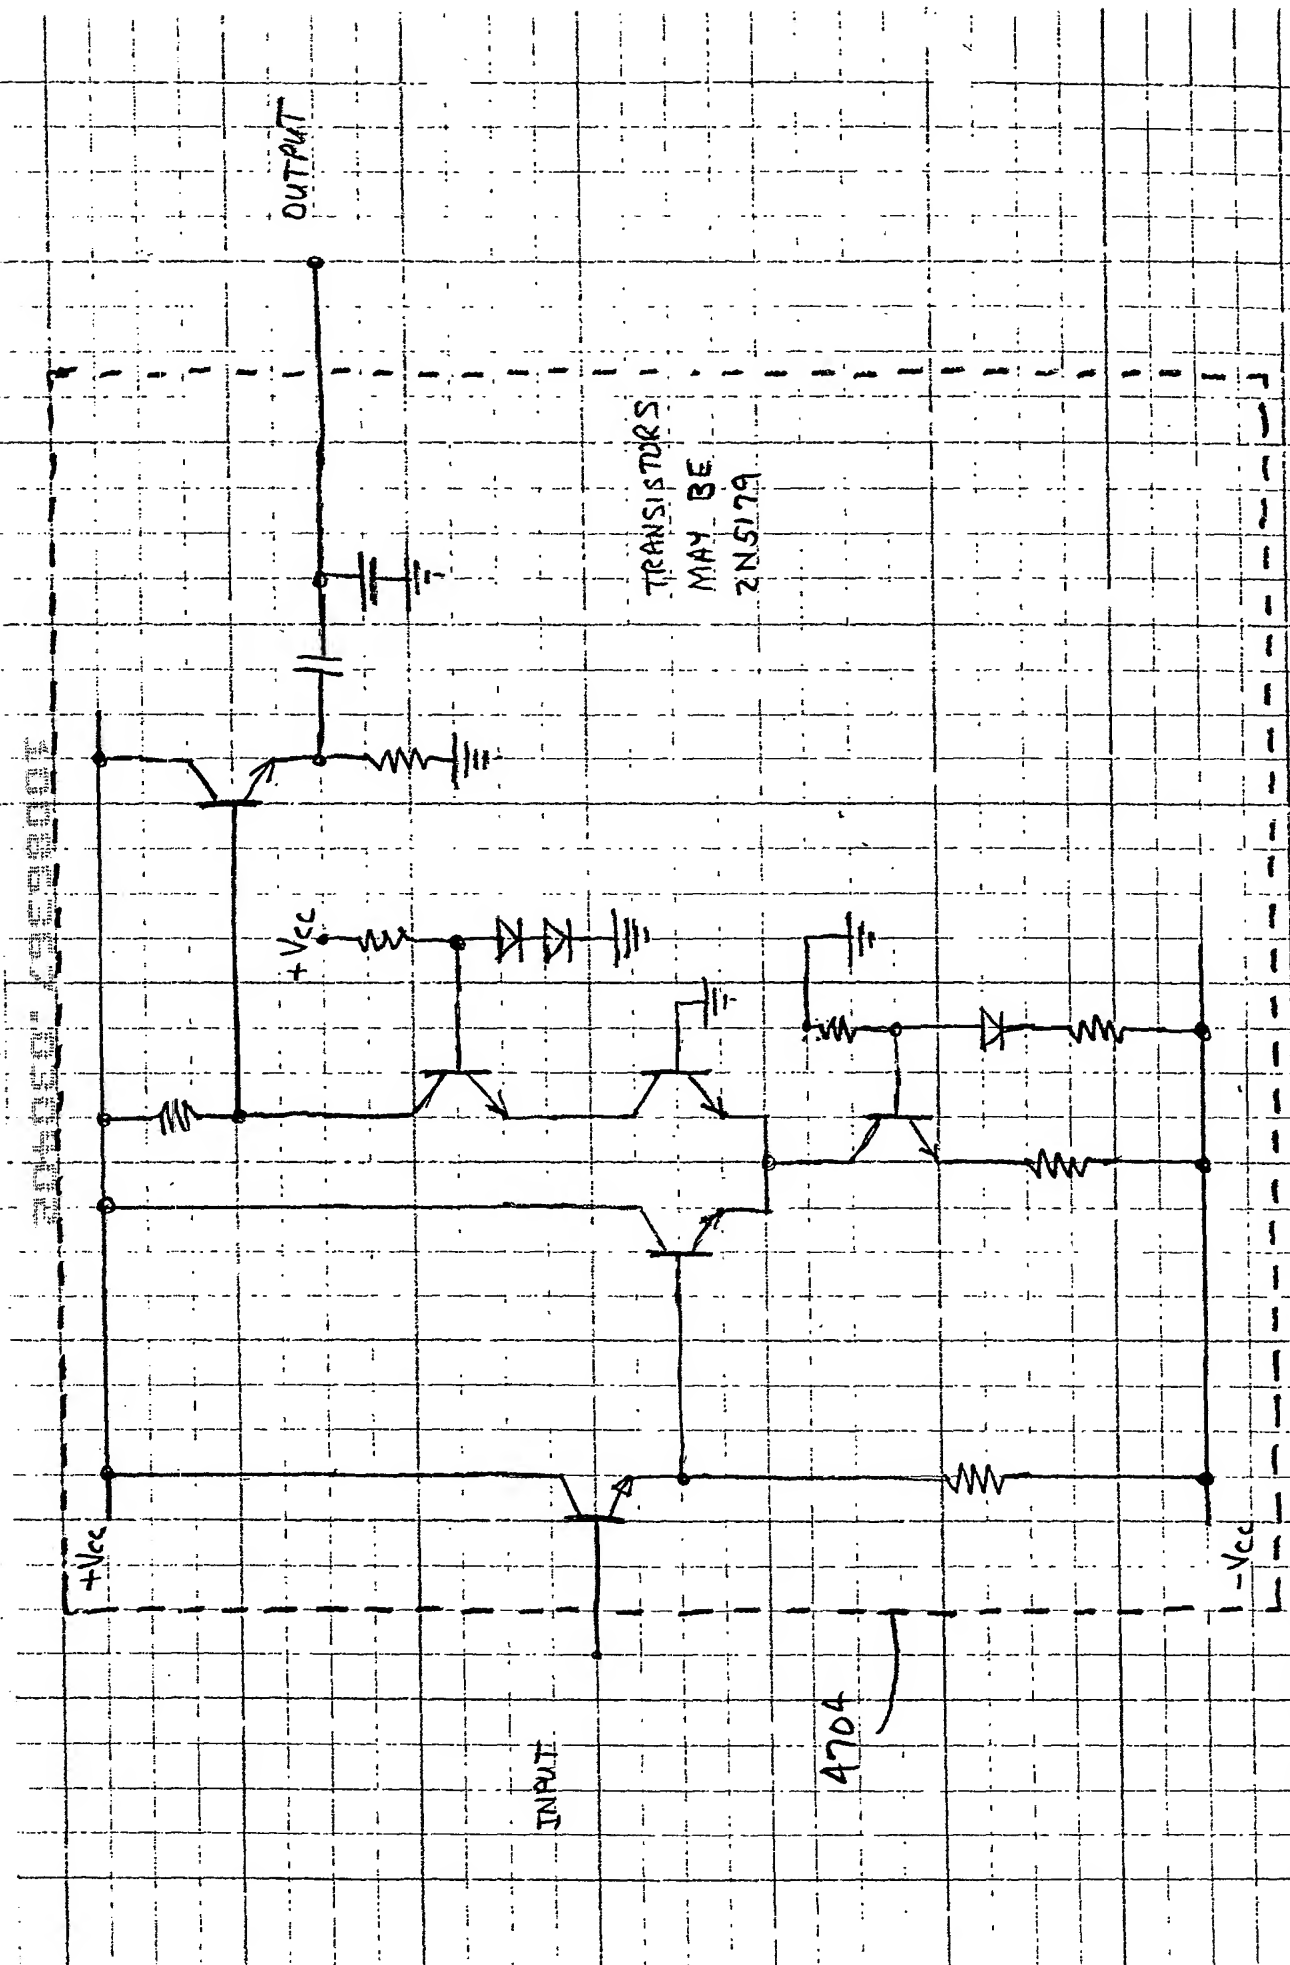 OUTPUT
TRANSISTORS
MAY BE
2N5179
+Vcc
+Vcc
-Vcc
INPUT
4704